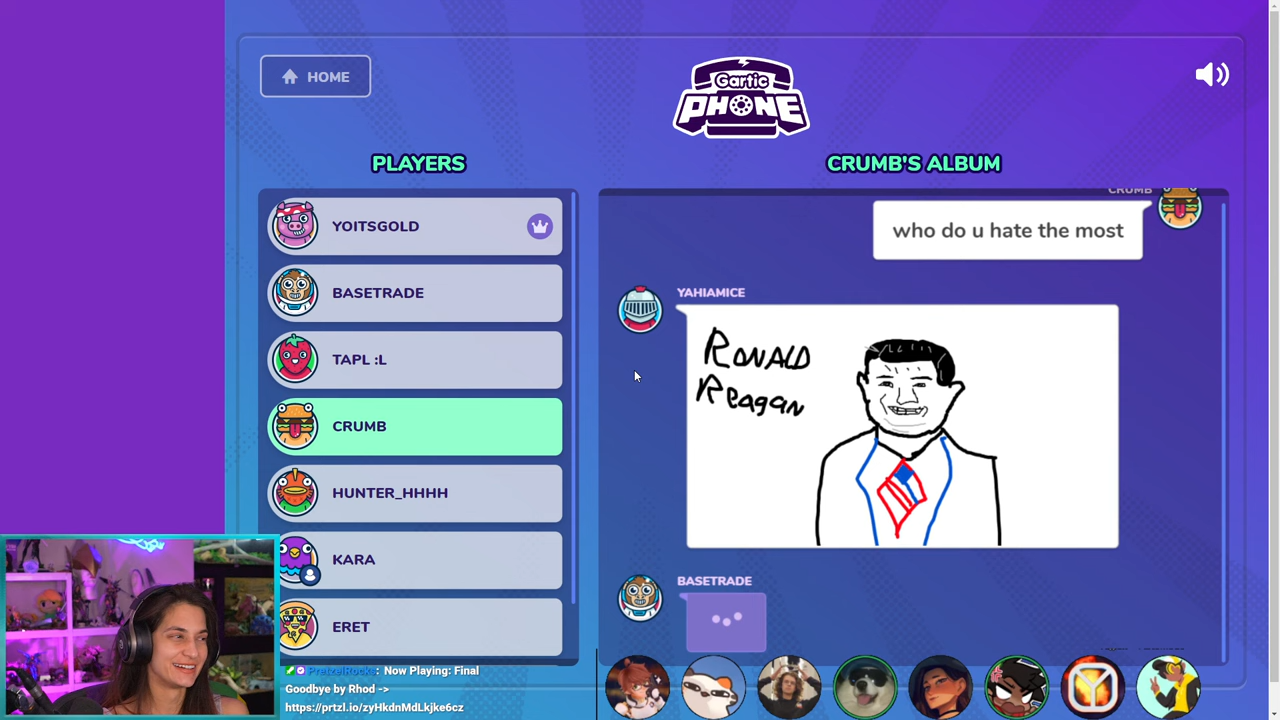 HOME
Gartic
PHONE
PLAYERS
CRUMB'S ALBUM
YOITSGOLD
BASETRADE
TAPL :L
CRUMB
HUNTER_HHHH
KARA
ERET
CRUMB
who do u hate the most
YAHIAMICE
RONALD
Reagan
BASETRADE
PretzelRocks: Now Playing: Final
Goodbye by Rhod ->
https://prtzl.io/zyHkdnMdLkjke6cz